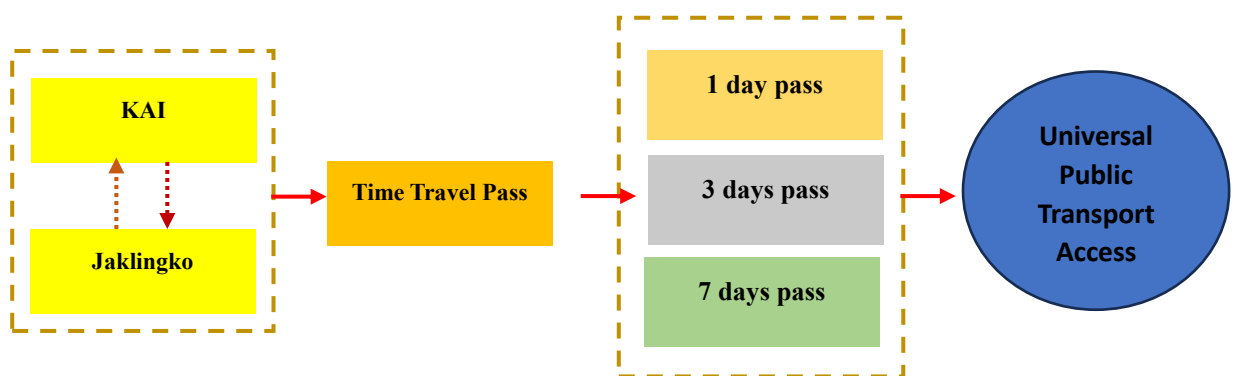 KAI
Jaklingko
Time Travel Pass
1 day pass
3 days pass
7 days pass
Universal
Public
Transport
Access